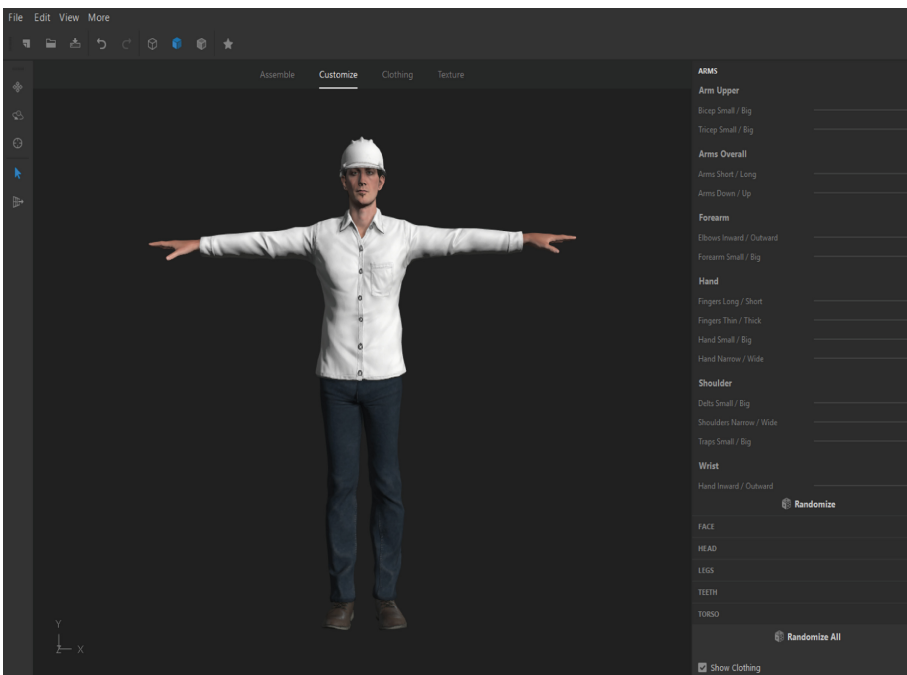 File Edit View More
Assemble Customize Clothing Texture
ARMS
Arm Upper
Bicep Small / Big
Tricep Small / Big
Arms Overall
Arms Short / Long
Arms Down / Up
Forearm
Elbows Inward / Outward
Forearm Small / Big
Hand
Fingers Long / Short
Fingers Thin / Thick
Hand Small / Big
Hand Narrow / Wide
Shoulder
Delts Small / Big
Shoulders Narrow / Wide
Traps Small / Big
Wrist
Hand Inward / Outward
Randomize
FACE
HEAD
LEGS
TEETH
TORSO
Randomize All
Show Clothing
Y
Z X